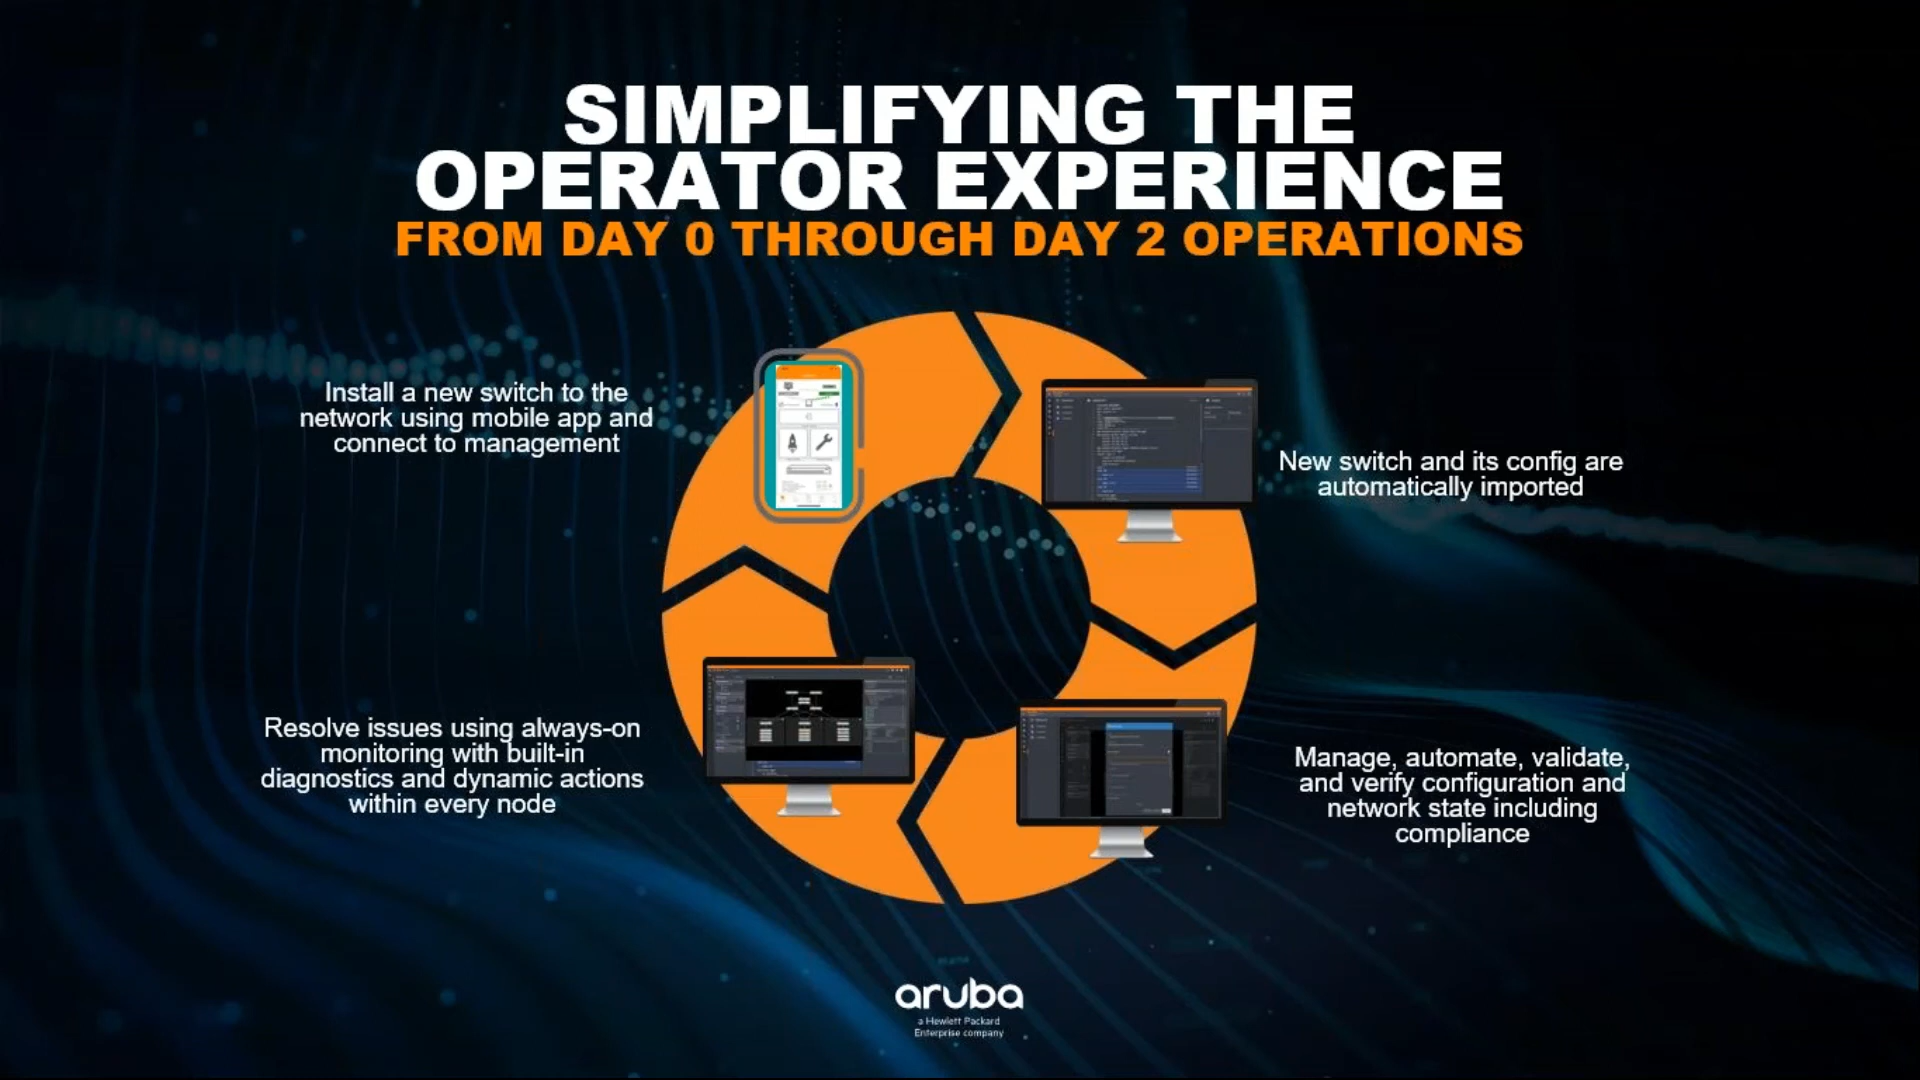 SIMPLIFYING THE
OPERATOR EXPERIENCE
FROM DAY 0 THROUGH DAY 2 OPERATIONS
Install a new switch to the
network using mobile app and
connect to management
New switch and its config are
automatically imported
Resolve issues using always-on
monitoring with built-in
diagnostics and dynamic actions
within every node
Manage, automate, validate,
and verify configuration and
network state including
compliance
aruba
a Hewlett Packard
Enterprise company